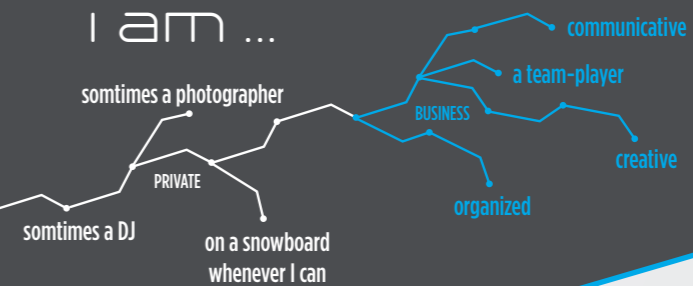 I am ...
communicative
a team-player
somtimes a photographer
BUSINESS
creative
PRIVATE
organized
somtimes a DJ
on a snowboard
whenever I can